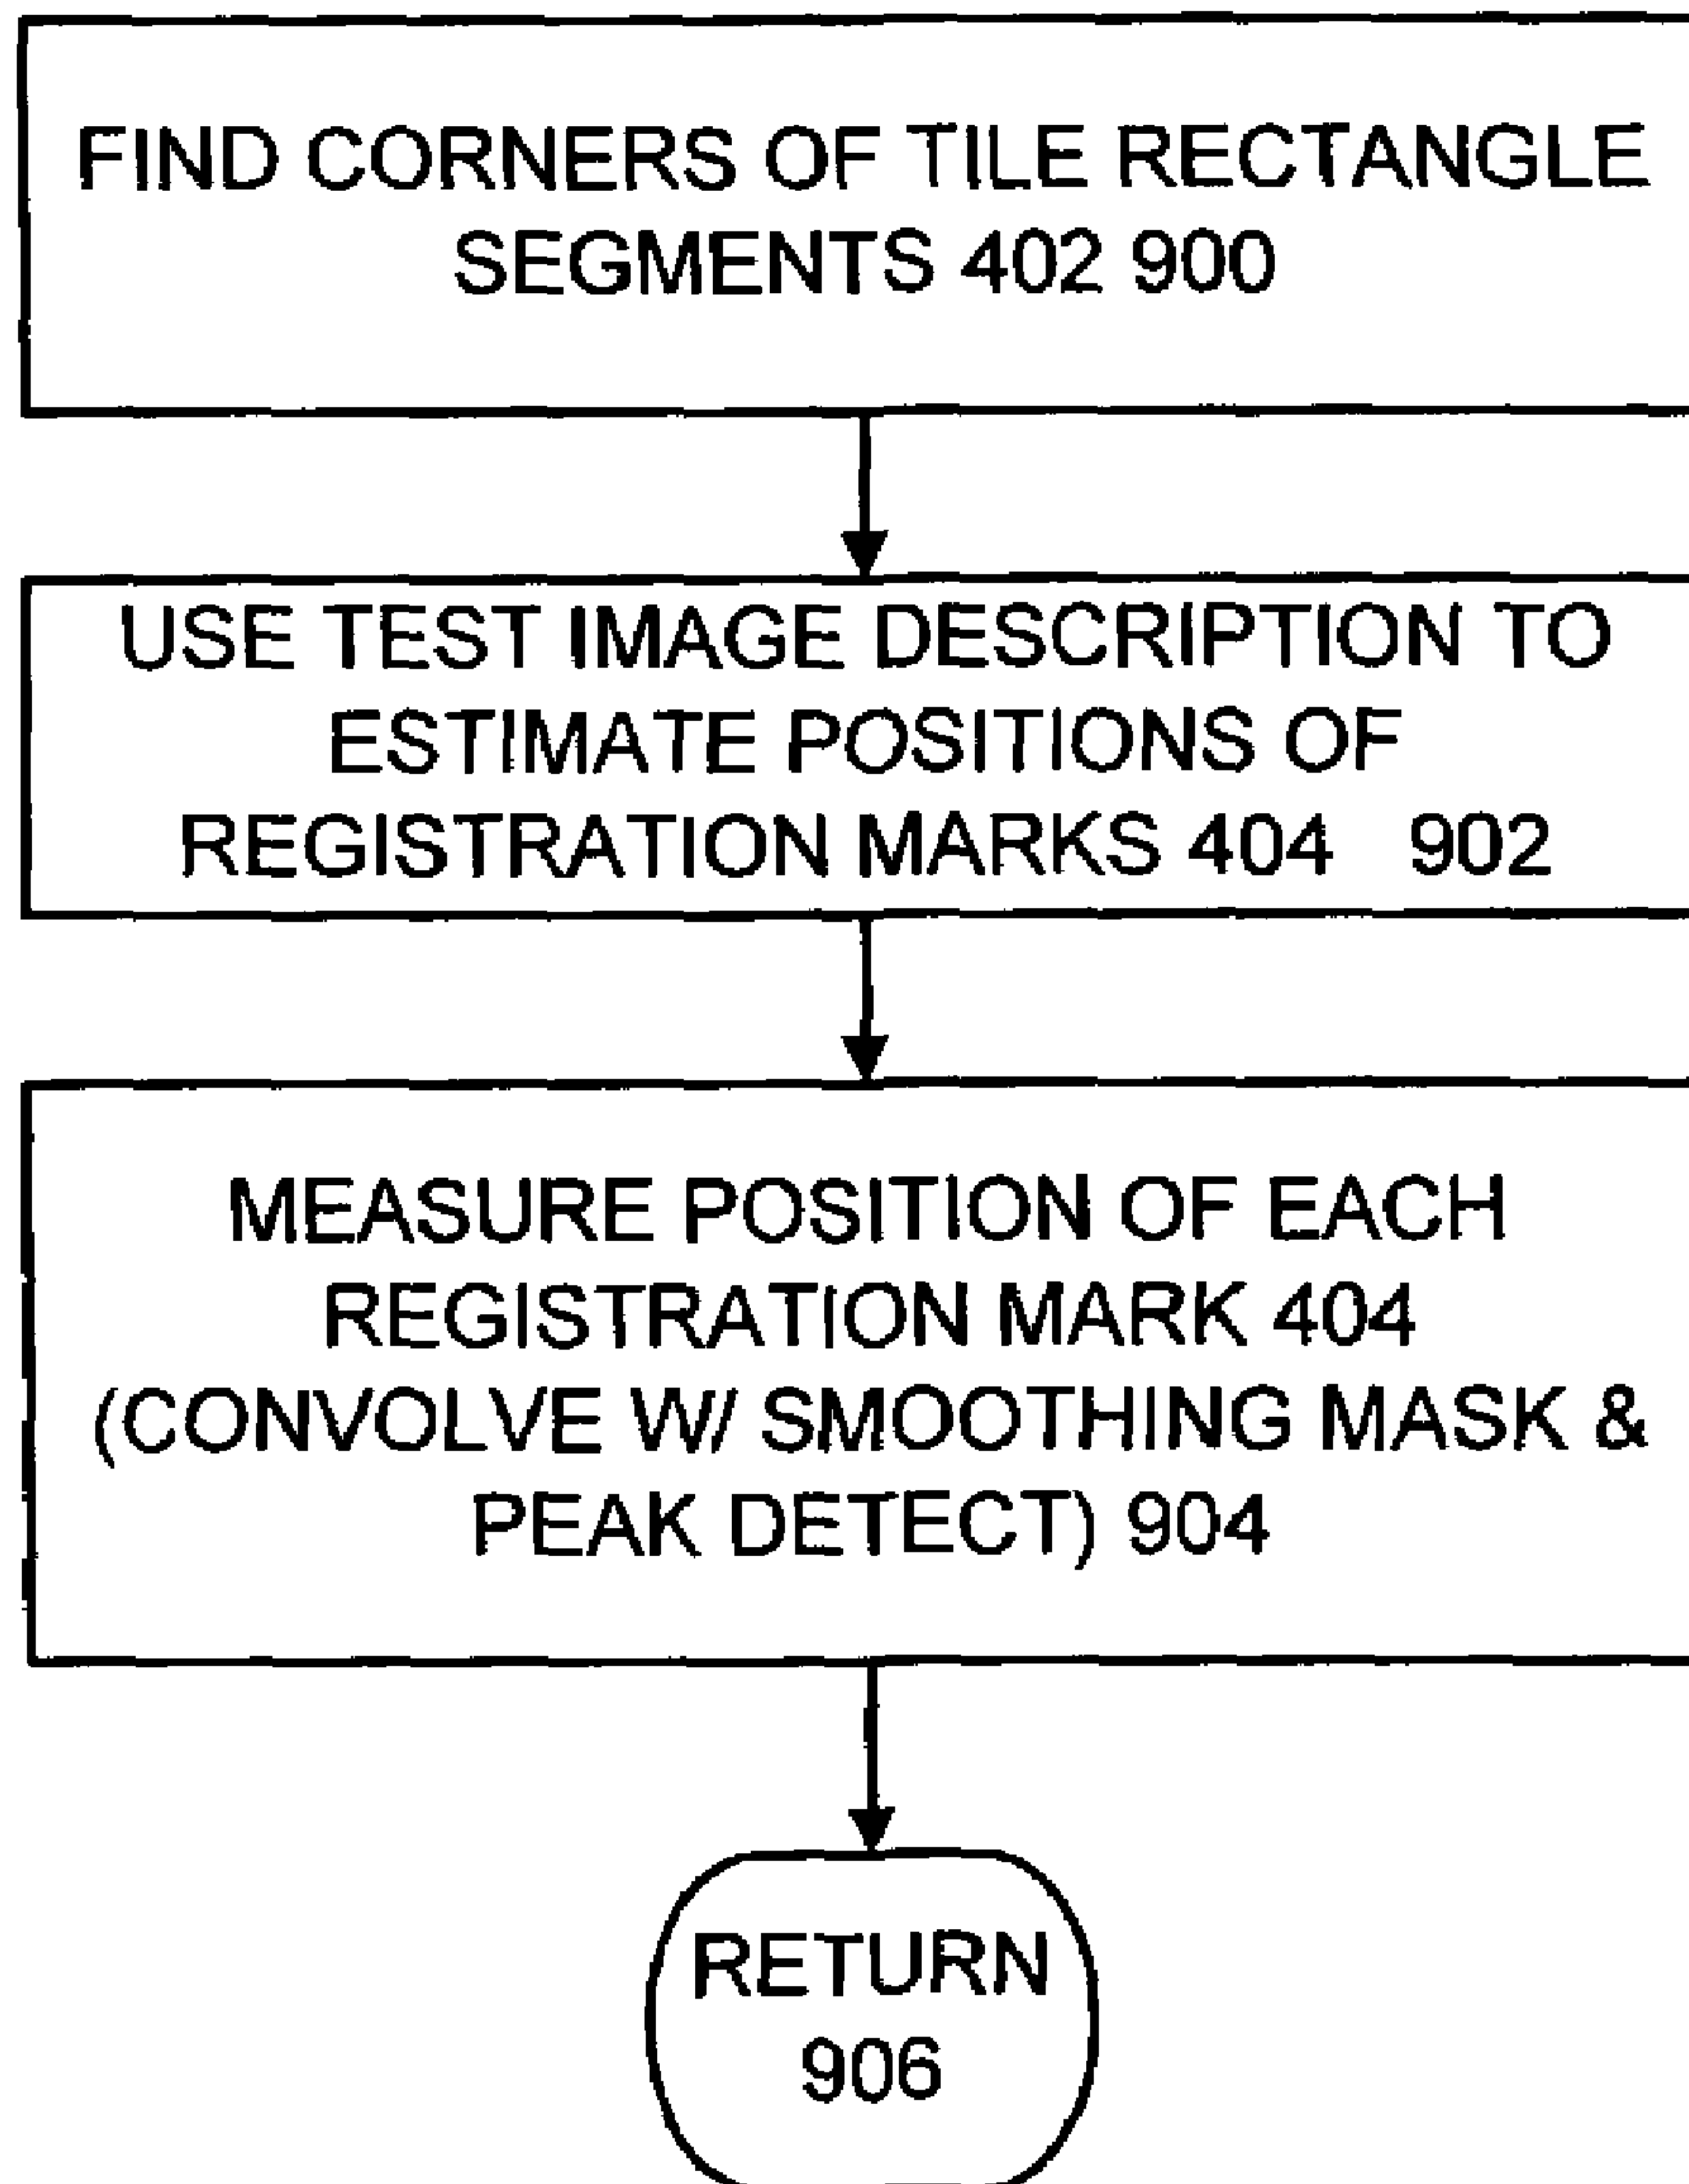 FIND CORNERS OF TILE RECTANGLE
SEGMENTS 402 900
USE TEST IMAGE DESCRIPTION TO
ESTIMATE POSITIONS OF
REGISTRATION MARKS 404 902
MEASURE POSITION OF EACH
REGISTRATION MARK 404
(CONVOLVE W/ SMOOTHING MASK &
PEAK DETECT) 904
RETURN
906